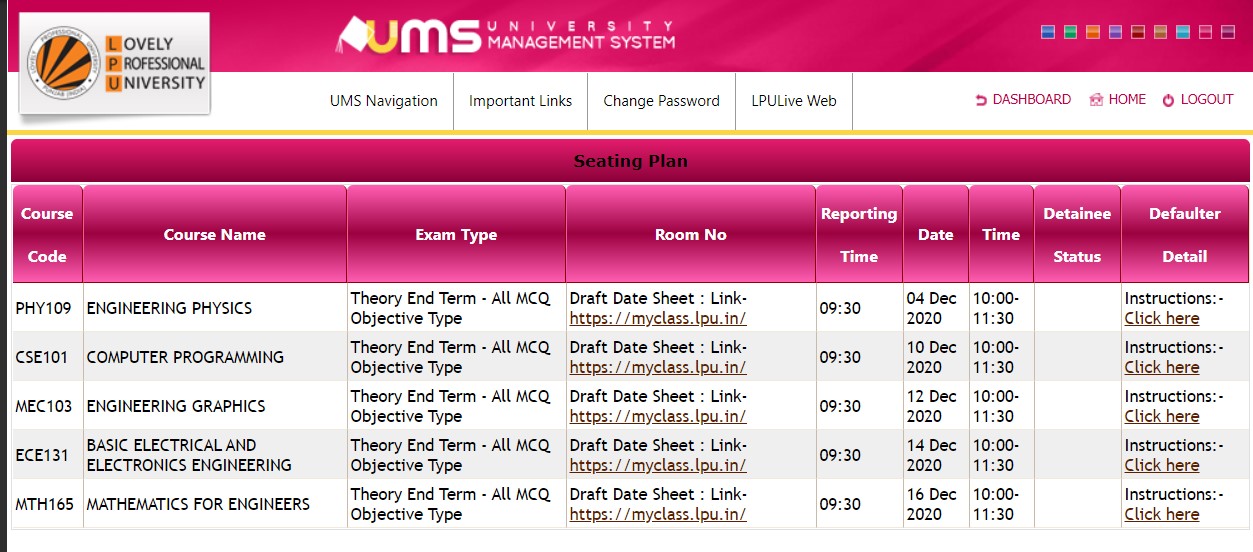 LOVELY
PROFESSIONAL
UNIVERSITY
UMS UNIVERSITY
MANAGEMENT SYSTEM
UMS Navigation Important Links Change Password LPULive Web DASHBOARD HOME LOGOUT
Seating Plan
Course Code Course Name Exam Type Room No Reporting Time Date Time Detainee Status Defaulter Detail
PHY109 ENGINEERING PHYSICS Theory End Term - All MCQ Objective Type Draft Date Sheet : Link- https://myclass.lpu.in/ 09:30 04 Dec 2020 10:00-11:30 Instructions:- Click here
CSE101 COMPUTER PROGRAMMING Theory End Term - All MCQ Objective Type Draft Date Sheet : Link- https://myclass.lpu.in/ 09:30 10 Dec 2020 10:00-11:30 Instructions:- Click here
MEC103 ENGINEERING GRAPHICS Theory End Term - All MCQ Objective Type Draft Date Sheet : Link- https://myclass.lpu.in/ 09:30 12 Dec 2020 10:00-11:30 Instructions:- Click here
ECE131 BASIC ELECTRICAL AND ELECTRONICS ENGINEERING Theory End Term - All MCQ Objective Type Draft Date Sheet : Link- https://myclass.lpu.in/ 09:30 14 Dec 2020 10:00-11:30 Instructions:- Click here
MTH165 MATHEMATICS FOR ENGINEERS Theory End Term - All MCQ Objective Type Draft Date Sheet : Link- https://myclass.lpu.in/ 09:30 16 Dec 2020 10:00-11:30 Instructions:- Click here